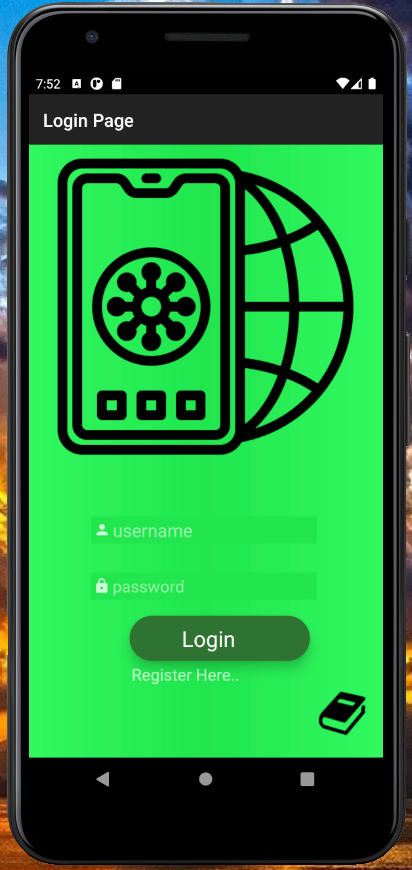 7:52
Login Page
username
password
Login
Register Here..